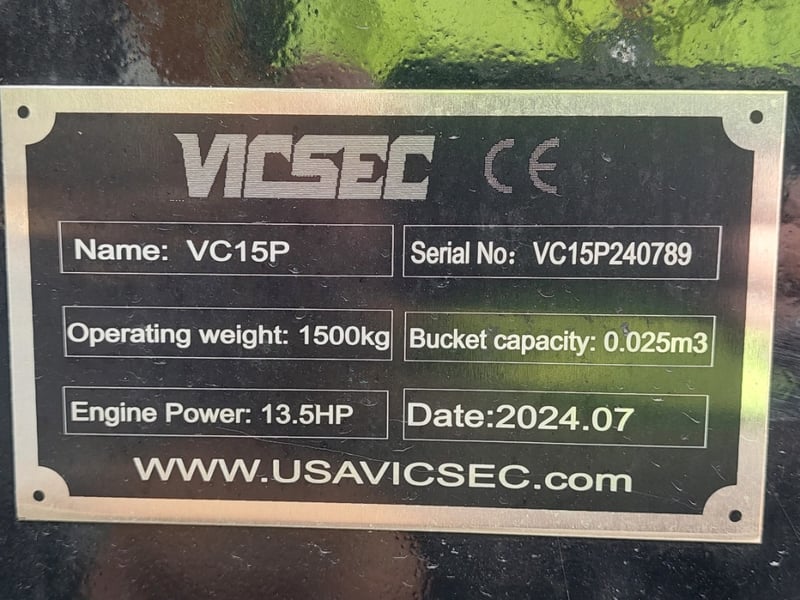 VICSEC CE
Name: VC15P
Serial No: VC15P240789
Operating weight: 1500kg
Bucket capacity: 0.025m3
Engine Power: 13.5HP
Date:2024.07
WWW.USAVICSEC.com